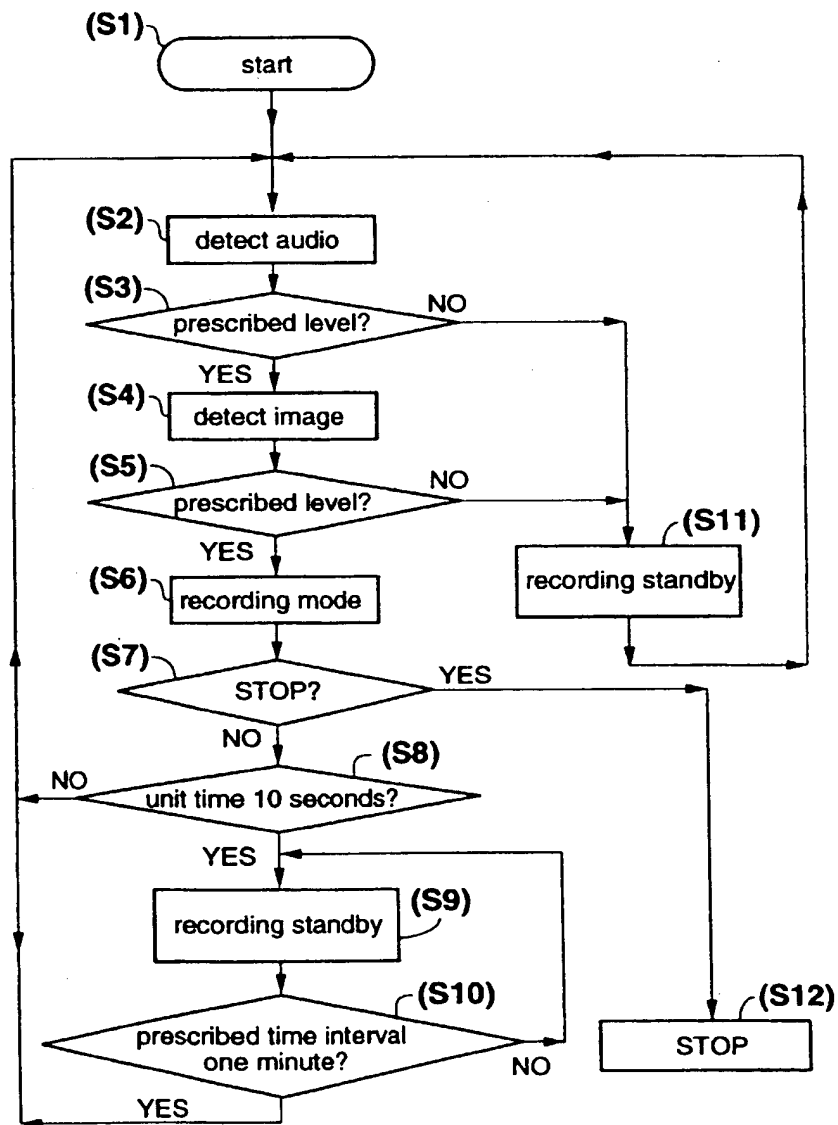 (S1)
start
(S2)
detect audio
(S3)
prescribed level?
NO
YES
(S4)
detect image
(S5)
prescribed level?
NO
YES
(S11)
recording standby
(S6)
recording mode
(S7)
STOP?
YES
NO
(S8)
unit time 10 seconds?
NO
YES
recording standby
(S9)
(S10)
prescribed time interval
one minute?
NO
YES
(S12)
STOP